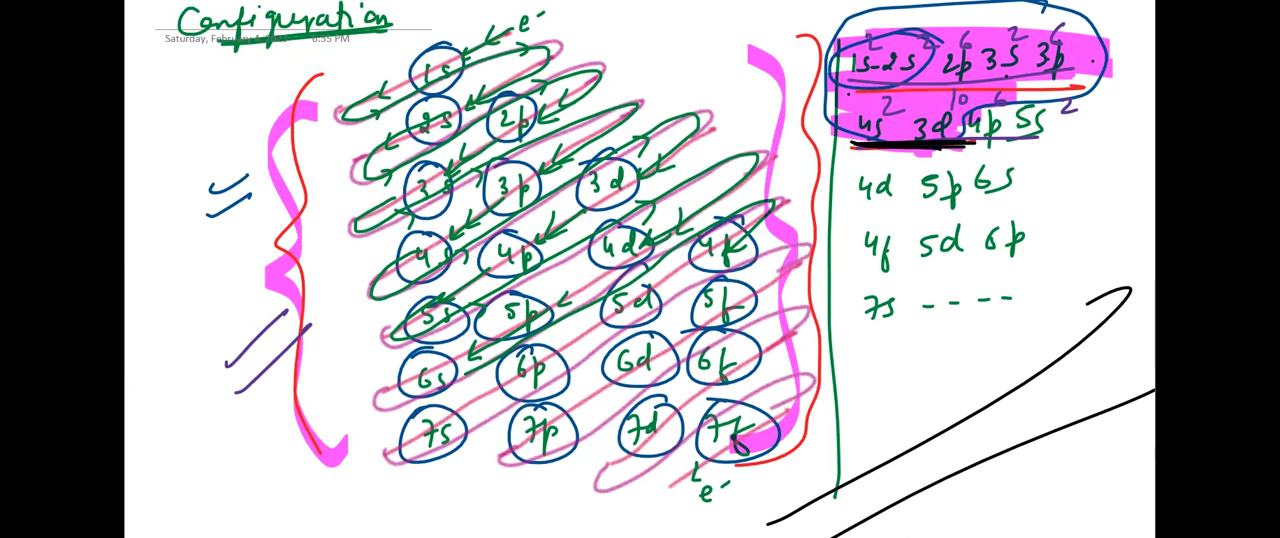 Configuration
Saturday, February 6:35 PM
e-
1s
2s 2p
3s 3p 3d
4s 4p 4d 4f
5s 5p 5d 5f
6s 6p 6d 6f
7s 7p 7d 7f
e-
1s² 2s² 2p⁶ 3s² 3p⁶
4s² 3d¹⁰ 4p⁶ 5s²
4d 5p 6s
4f 5d 6p
7s - - - -